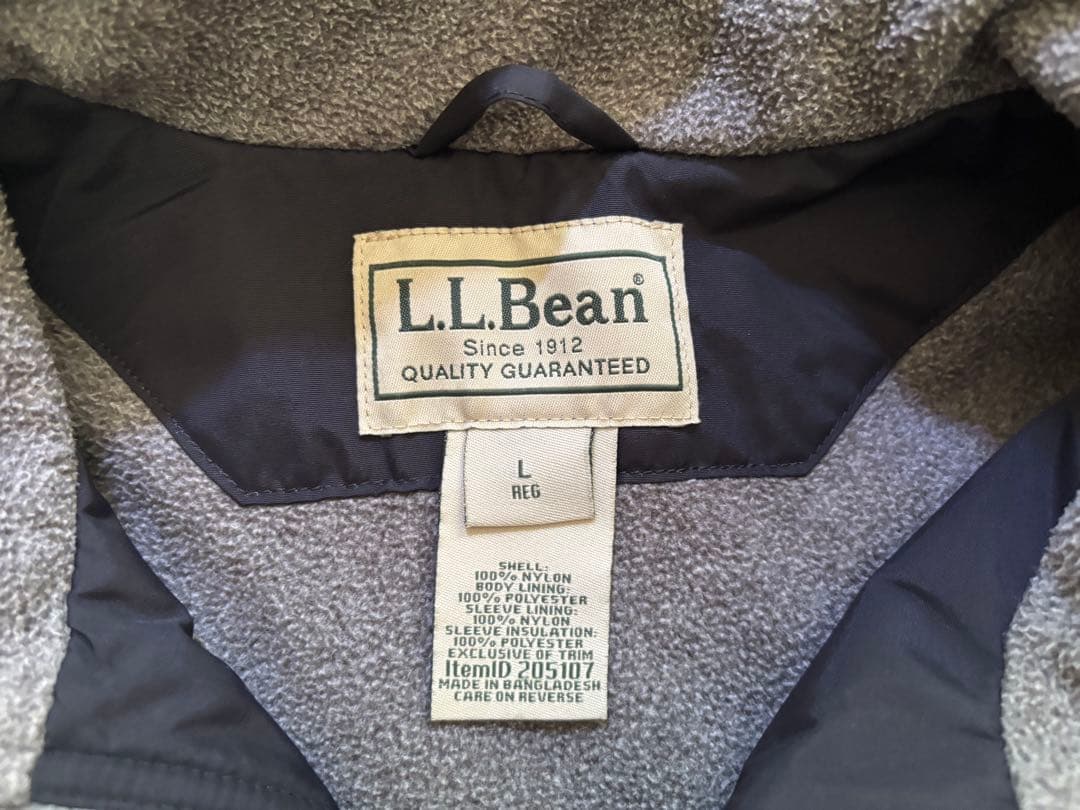 L.L.Bean®
Since 1912
QUALITY GUARANTEED
L
REG
SHELL:
100% NYLON
BODY LINING:
100% POLYESTER
SLEEVE LINING:
100% NYLON
SLEEVE INSULATION:
100% POLYESTER
EXCLUSIVE OF TRIM
ItemID 205107
MADE IN BANGLADESH
CARE ON REVERSE